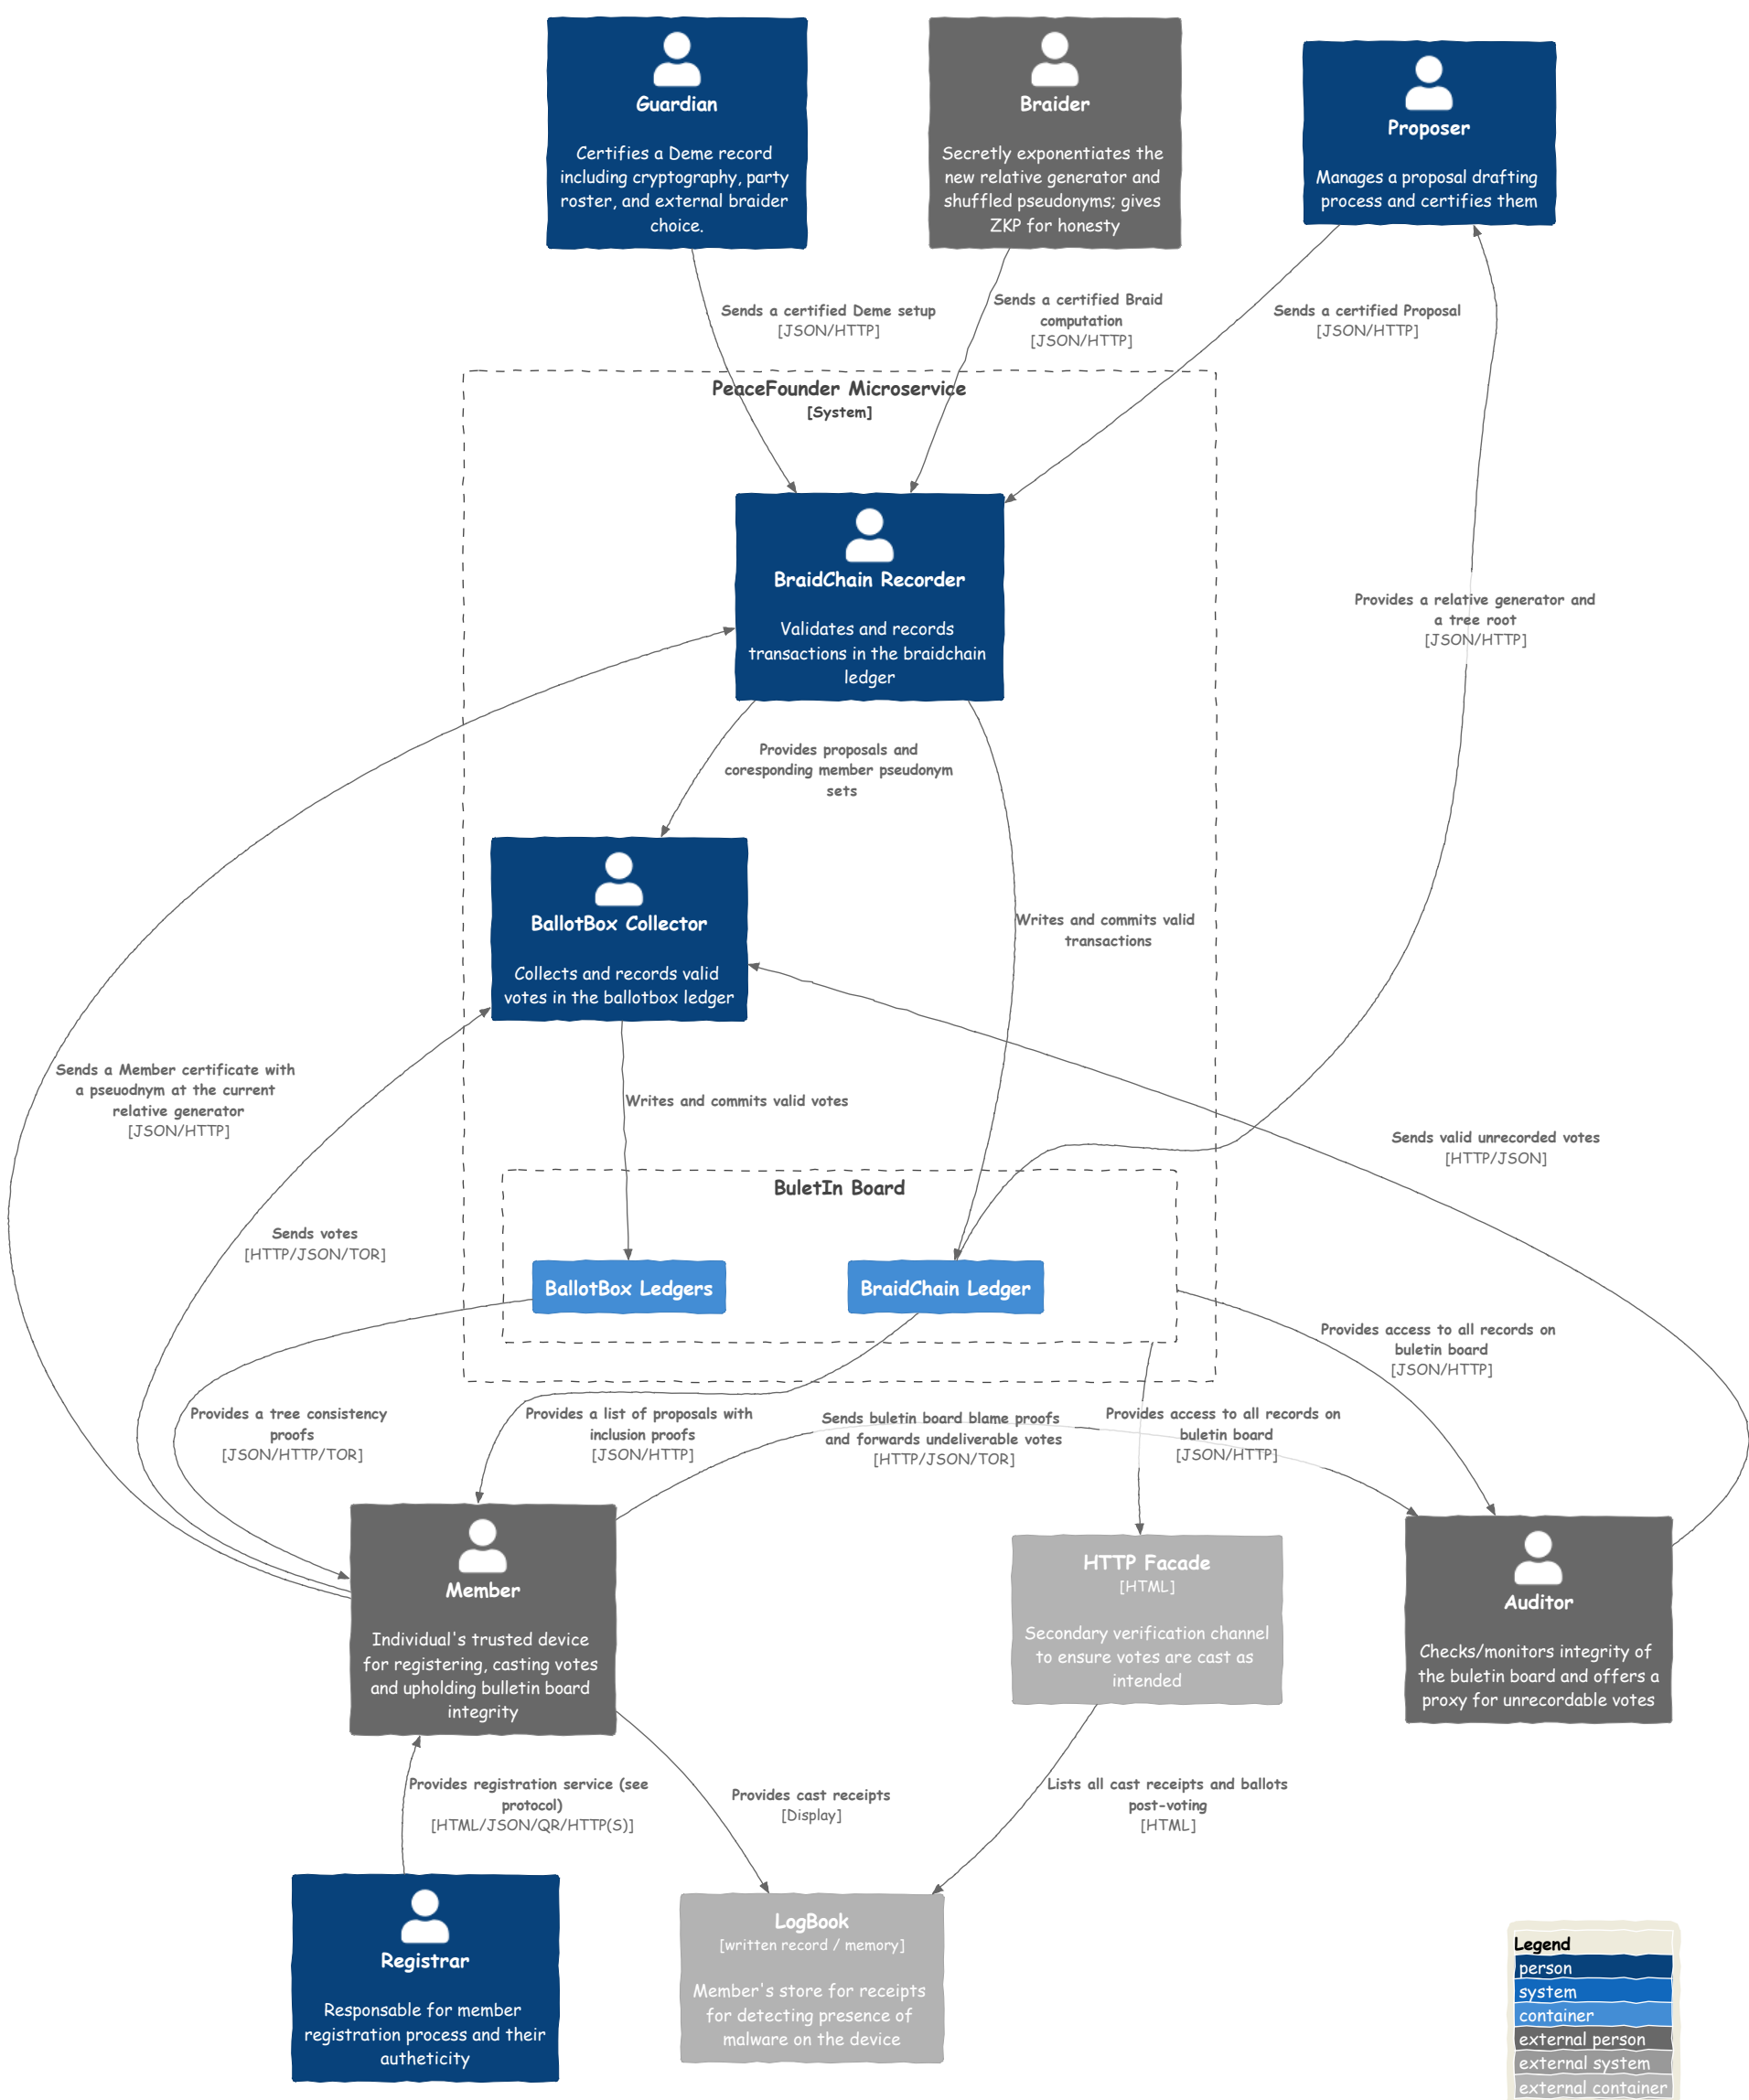 Guardian
Certifies a Deme record
including cryptography, party
roster, and external braider
choice.
Braider
Secretly exponentiates the
new relative generator and
shuffled pseudonyms; gives
ZKP for honesty
Proposer
Manages a proposal drafting
process and certifies them
Sends a certified Deme setup
[JSON/HTTP]
Sends a certified Braid
computation
[JSON/HTTP]
Sends a certified Proposal
[JSON/HTTP]
PeaceFounder Microservice
[System]
BraidChain Recorder
Validates and records
transactions in the braidchain
ledger
Provides a relative generator and
a tree root
[JSON/HTTP]
Provides proposals and
coresponding member pseudonym
sets
BallotBox Collector
Collects and records valid
votes in the ballotbox ledger
Writes and commits valid
transactions
Sends a Member certificate with
a pseuodnym at the current
relative generator
[JSON/HTTP]
Writes and commits valid votes
Sends valid unrecorded votes
[HTTP/JSON]
BuletIn Board
Sends votes
[HTTP/JSON/TOR]
BallotBox Ledgers
BraidChain Ledger
Provides access to all records on
buletin board
[JSON/HTTP]
Provides a tree consistency
proofs
[JSON/HTTP/TOR]
Provides a list of proposals with
inclusion proofs
[JSON/HTTP]
Sends buletin board blame proofs
and forwards undeliverable votes
[HTTP/JSON/TOR]
Provides access to all records on
buletin board
[JSON/HTTP]
Member
Individual's trusted device
for registering, casting votes
and upholding bulletin board
integrity
HTTP Facade
[HTML]
Secondary verification channel
to ensure votes are cast as
intended
Auditor
Checks/monitors integrity of
the buletin board and offers a
proxy for unrecordable votes
Provides registration service (see
protocol)
[HTML/JSON/QR/HTTP(S)]
Provides cast receipts
[Display]
Lists all cast receipts and ballots
post-voting
[HTML]
Registrar
Responsable for member
registration process and their
autheticity
LogBook
[written record / memory]
Member's store for receipts
for detecting presence of
malware on the device
Legend
person
system
container
external person
external system
external container